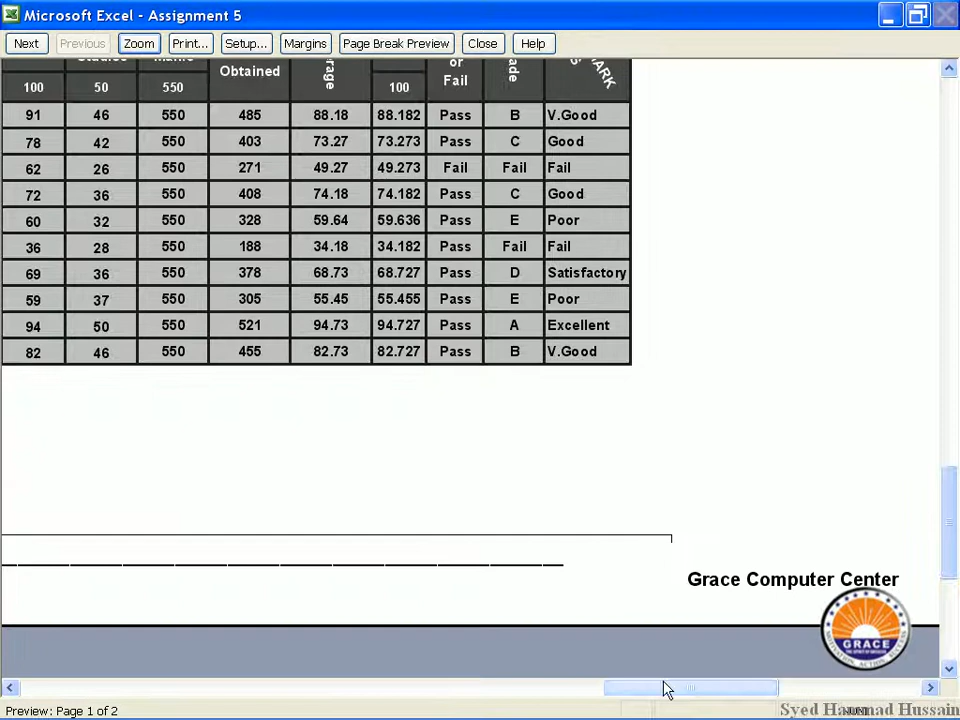 Microsoft Excel - Assignment 5
Next Previous Zoom Print... Setup... Margins Page Break Preview Close Help
Obtained or Fail
100 50 550 100
91 46 550 485 88.18 88.182 Pass B V.Good
78 42 550 403 73.27 73.273 Pass C Good
62 26 550 271 49.27 49.273 Fail Fail Fail
72 36 550 408 74.18 74.182 Pass C Good
60 32 550 328 59.64 59.636 Pass E Poor
36 28 550 188 34.18 34.182 Pass Fail Fail
69 36 550 378 68.73 68.727 Pass D Satisfactory
59 37 550 305 55.45 55.455 Pass E Poor
94 50 550 521 94.73 94.727 Pass A Excellent
82 46 550 455 82.73 82.727 Pass B V.Good
Grace Computer Center
GRACE
Preview: Page 1 of 2
Syed Hammad Hussain